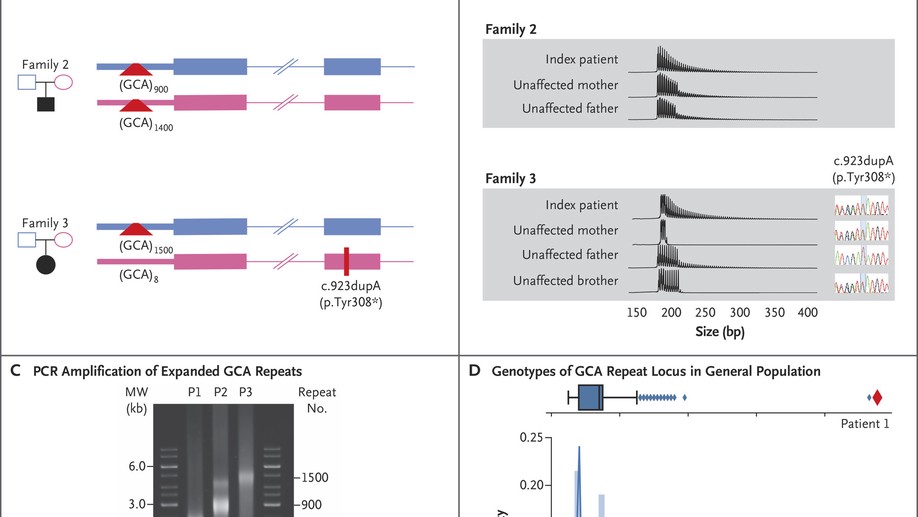 Family 2
(GCA)900
(GCA)1400
Family 3
(GCA)1500
(GCA)8
c.923dupA
(p.Tyr308*)
Family 2
Index patient
Unaffected mother
Unaffected father
c.923dupA
(p.Tyr308*)
Family 3
Index patient
Unaffected mother
Unaffected father
Unaffected brother
150 200 250 300 350 400
Size (bp)
C PCR Amplification of Expanded GCA Repeats
MW
(kb)
P1 P2 P3
Repeat
No.
6.0
1500
3.0
900
D Genotypes of GCA Repeat Locus in General Population
Patient 1
0.25
0.20